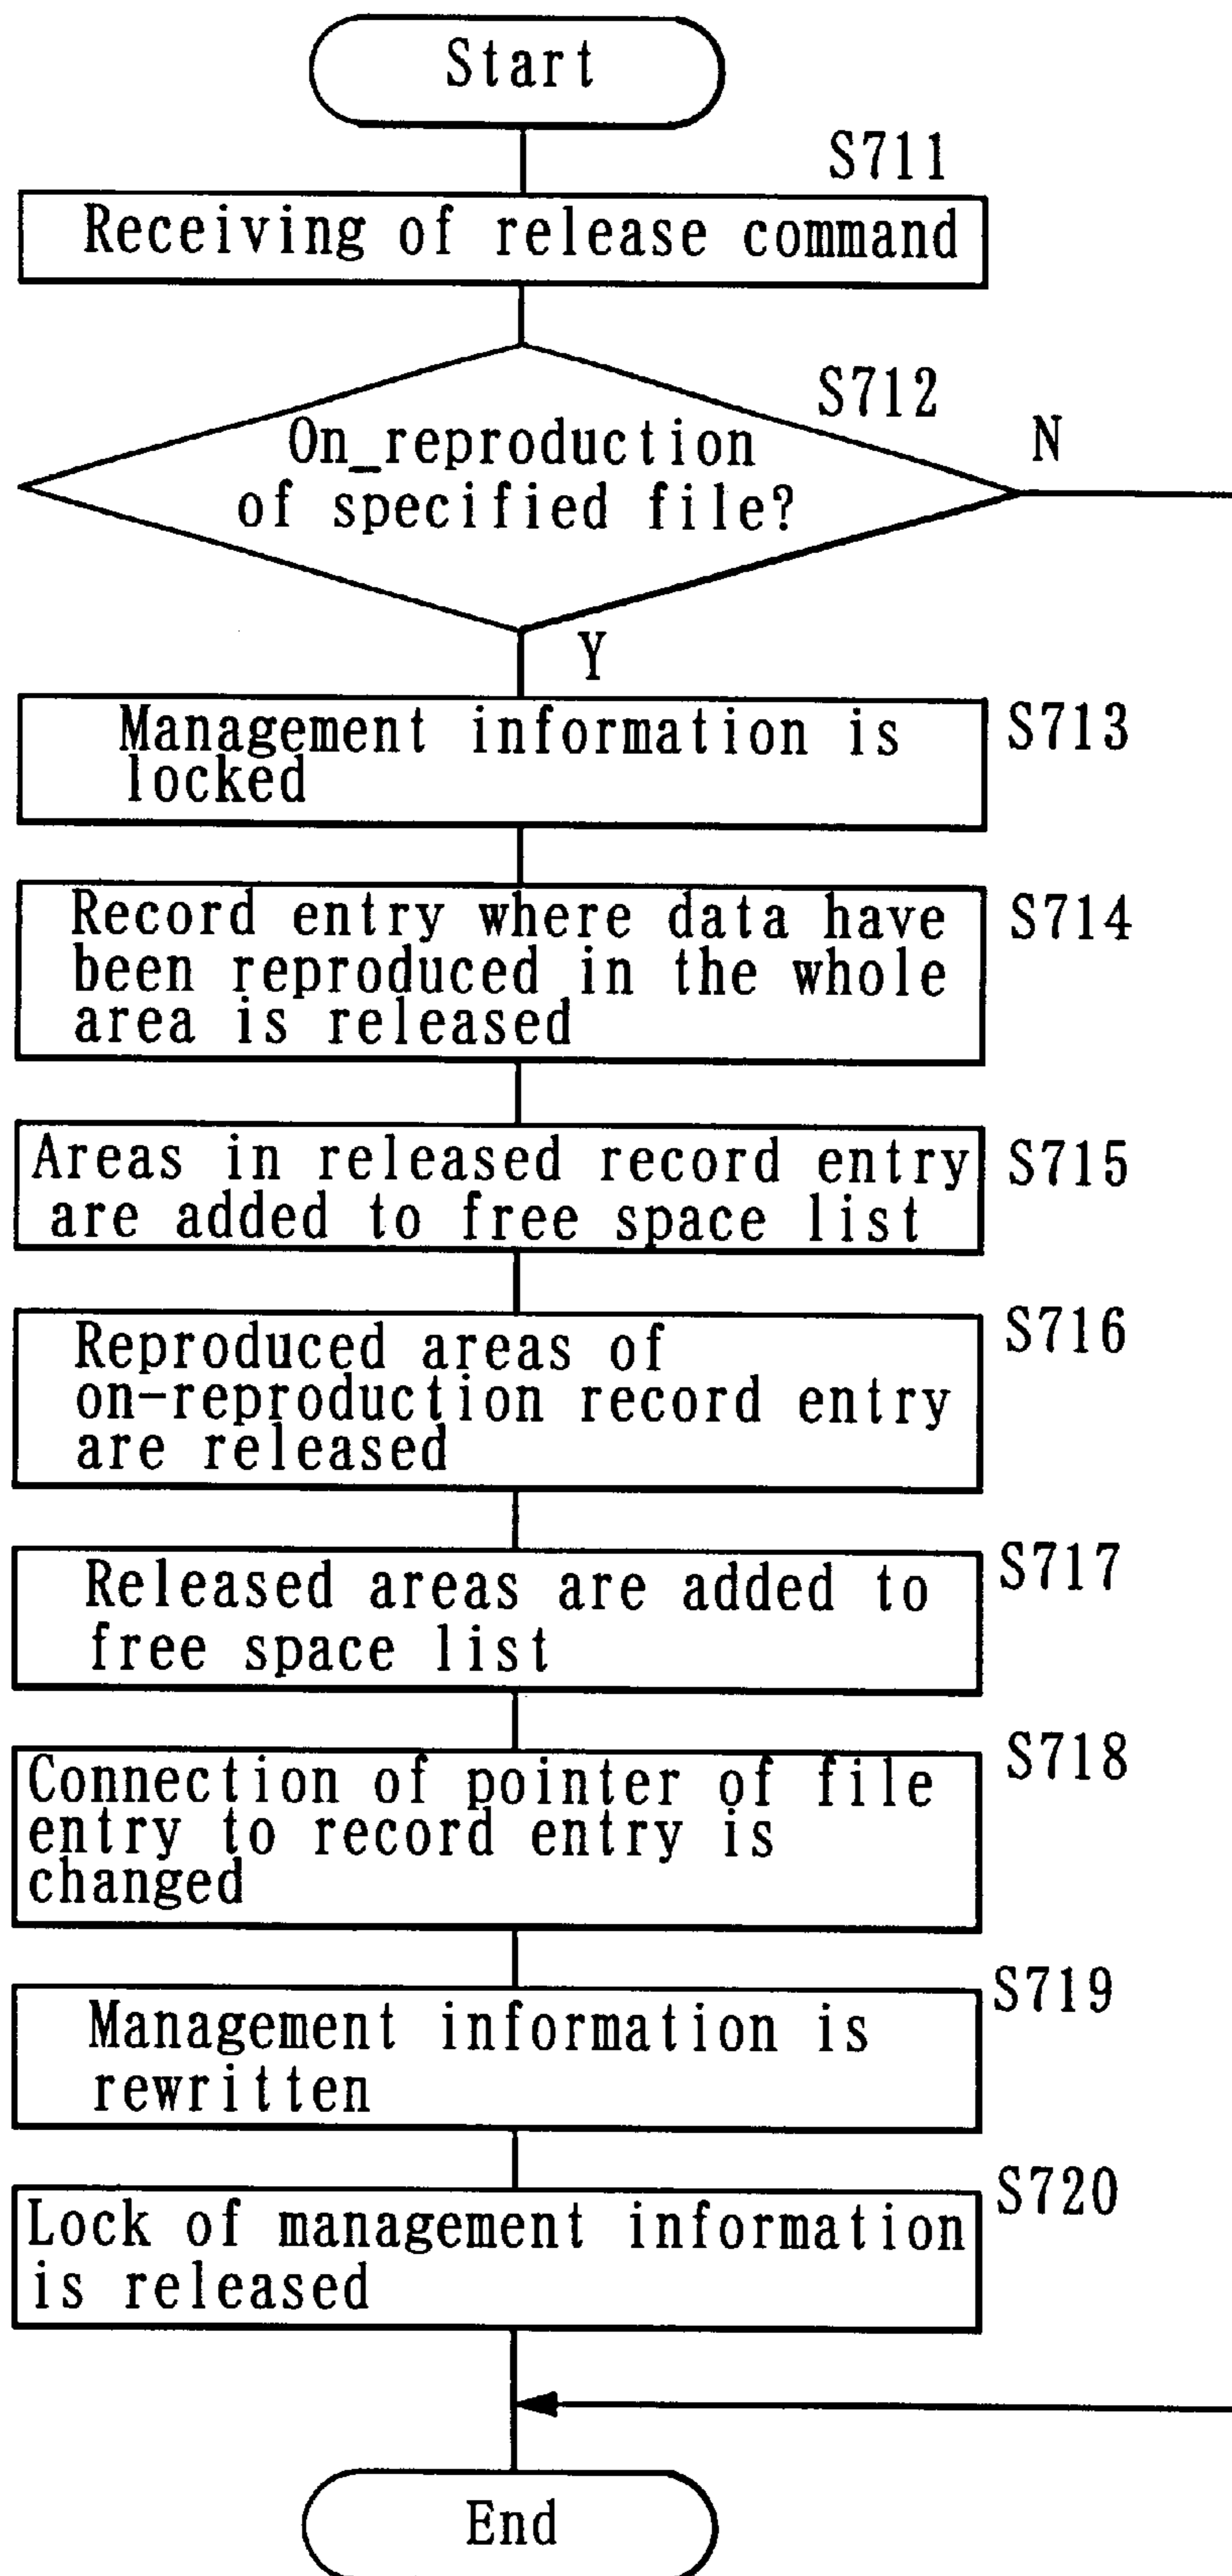 Start
S711
Receiving of release command
S712
On_reproduction
of specified file?
N
Y
Management information is
locked
S713
Record entry where data have
been reproduced in the whole
area is released
S714
Areas in released record entry
are added to free space list
S715
Reproduced areas of
on-reproduction record entry
are released
S716
Released areas are added to
free space list
S717
Connection of pointer of file
entry to record entry is
changed
S718
Management information is
rewritten
S719
Lock of management information
is released
S720
End